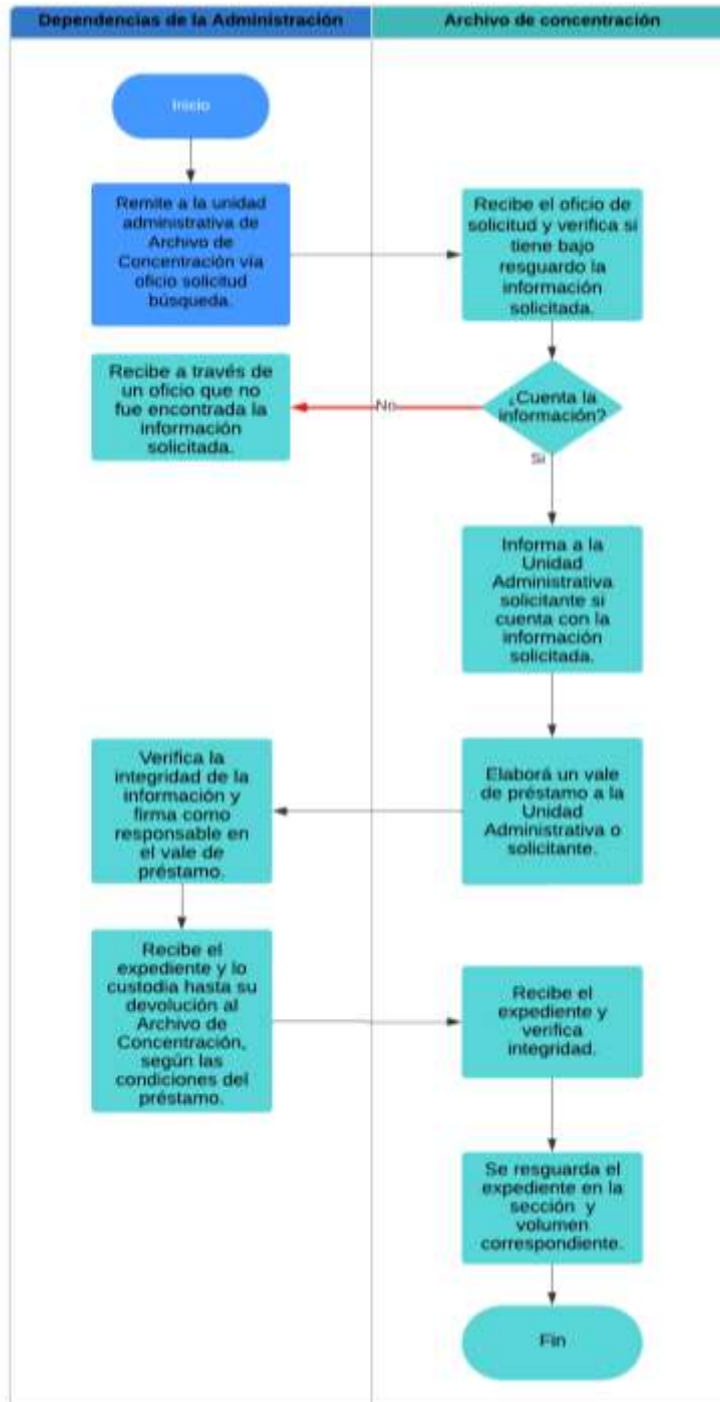 Dependencias de la Administración
Archivo de concentración
Inicio
Remite a la unidad
administrativa de
Archivo de
Concentración vía
oficio solicitud
búsqueda.
Recibe el oficio de
solicitud y verifica si
tiene bajo
resguardo la
información
solicitada.
Recibe a través de
un oficio que no
fue encontrada la
información
solicitada.
No
¿Cuenta la
información?
Si
Informa a la
Unidad
Administrativa
solicitante si
cuenta con la
información
solicitada.
Verifica la
integridad de la
información y
firma como
responsable en
el vale de
préstamo.
Elaborá un vale
de préstamo a la
Unidad
Administrativa o
solicitante.
Recibe el
expediente y lo
custodia hasta su
devolución al
Archivo de
Concentración,
según las
condiciones del
préstamo.
Recibe el
expediente y
verifica
integridad.
Se resguarda el
expediente en la
sección y
volumen
correspondiente.
Fin